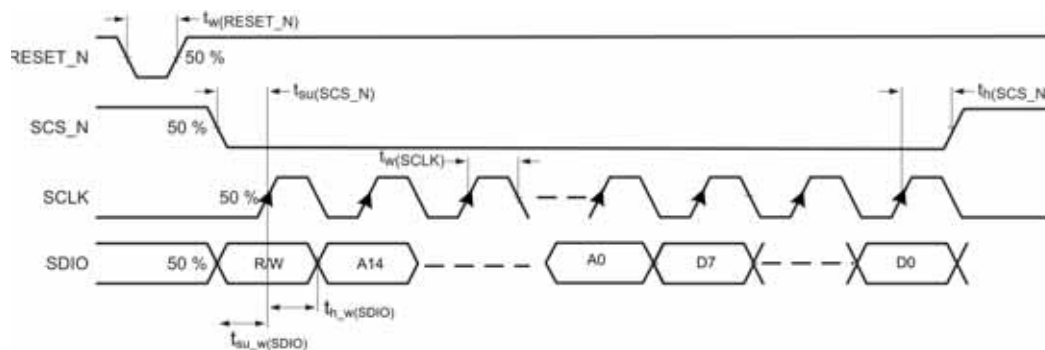 tw(RESET_N)
RESET_N
50 %
tsu(SCS_N)
th(SCS_N
SCS_N
50 %
tw(SCLK)
SCLK
50 %
SDIO
50 %
R/W
A14
A0
D7
D0
th_w(SDIO)
tsu_w(SDIO)